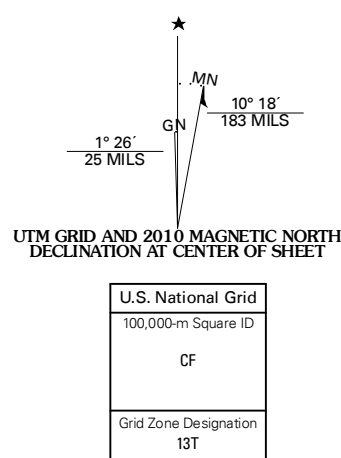 ★
MN
GN
10° 18´
183 MILS
1° 26´
25 MILS
UTM GRID AND 2010 MAGNETIC NORTH
DECLINATION AT CENTER OF SHEET
U.S. National Grid
100,000-m Square ID
CF
Grid Zone Designation
13T